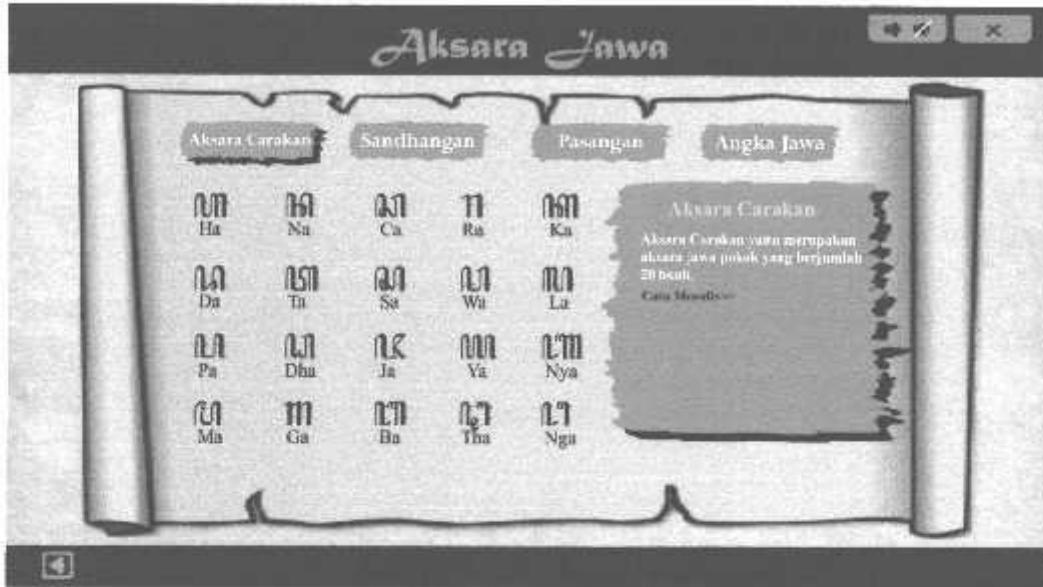 Aksara Jawa
Aksara Carakan Sandhangan Pasangan Angka Jawa
ꦲ ꦤ ꦕ ꦫ ꦏ
Ha Na Ca Ra Ka
ꦢ ꦠ ꦱ ꦮ ꦭ
Da Ta Sa Wa La
ꦥ ꦝ ꦗ ꦪ ꦚ
Pa Dha Ja Ya Nya
ꦩ ꦒ ꦧ ꦛ ꦔ
Ma Ga Ba Tha Nga
Aksara Carakan
Aksara Carakan yaitu merupakan
aksara jawa pokok yang berjumlah
20 buah.
Cara Menulis>>